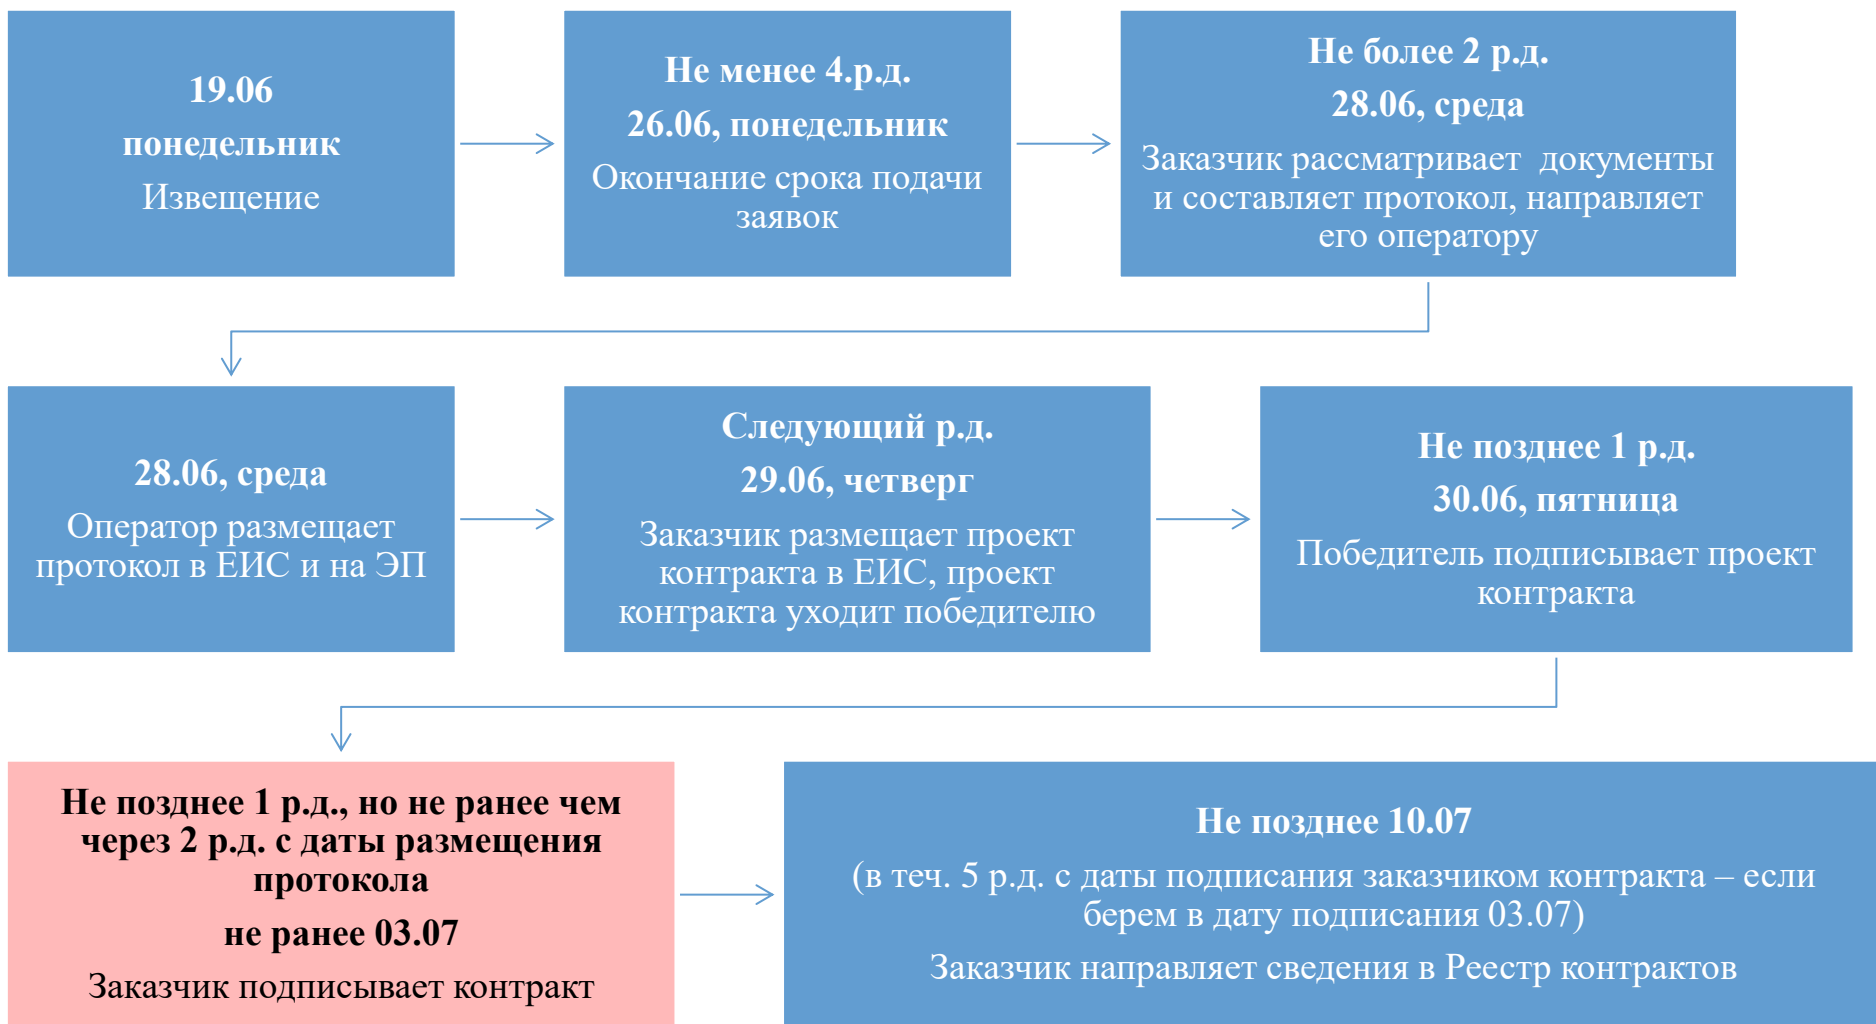 19.06
понедельник
Извещение
Не менее 4.р.д.
26.06, понедельник
Окончание срока подачи
заявок
Не более 2 р.д.
28.06, среда
Заказчик рассматривает документы
и составляет протокол, направляет
его оператору
28.06, среда
Оператор размещает
протокол в ЕИС и на ЭП
Следующий р.д.
29.06, четверг
Заказчик размещает проект
контракта в ЕИС, проект
контракта уходит победителю
Не позднее 1 р.д.
30.06, пятница
Победитель подписывает проект
контракта
Не позднее 1 р.д., но не ранее чем
через 2 р.д. с даты размещения
протокола
не ранее 03.07
Заказчик подписывает контракт
Не позднее 10.07
(в теч. 5 р.д. с даты подписания заказчиком контракта – если
берем в дату подписания 03.07)
Заказчик направляет сведения в Реестр контрактов